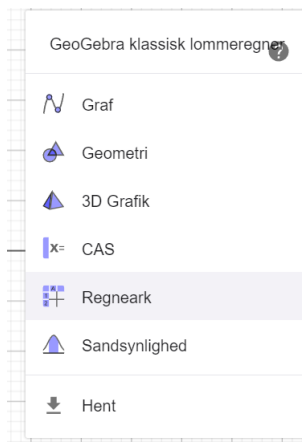 GeoGebra klassisk lommeregner
Graf
Geometri
3D Grafik
x= CAS
Regneark
Sandsynlighed
Hent